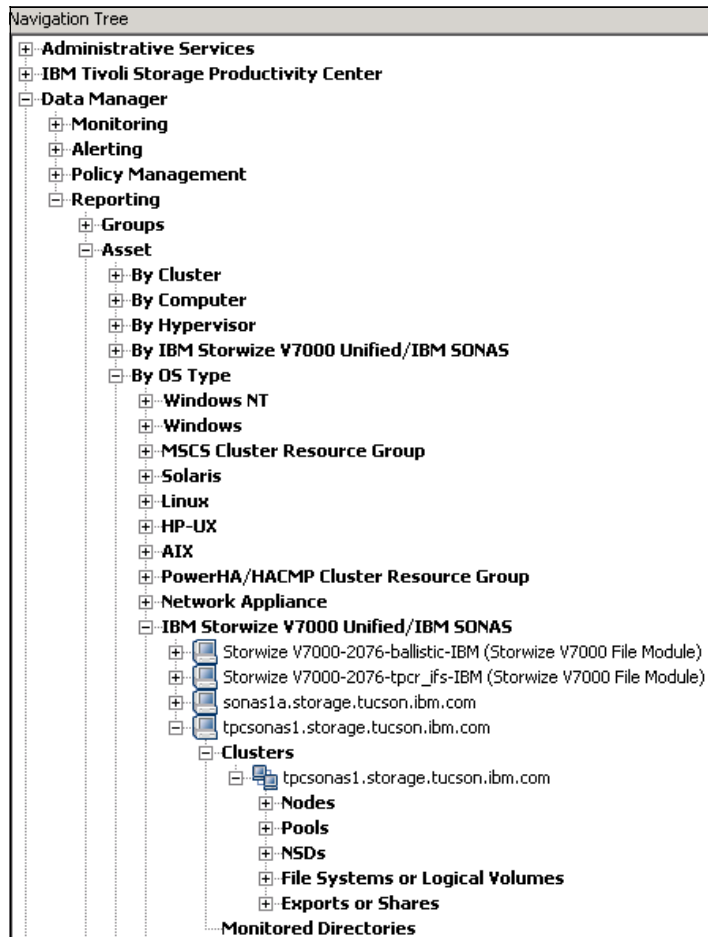 Navigation Tree
Administrative Services
IBM Tivoli Storage Productivity Center
Data Manager
Monitoring
Alerting
Policy Management
Reporting
Groups
Asset
By Cluster
By Computer
By Hypervisor
By IBM Storwize V7000 Unified/IBM SONAS
By OS Type
Windows NT
Windows
MSCS Cluster Resource Group
Solaris
Linux
HP-UX
AIX
PowerHA/HACMP Cluster Resource Group
Network Appliance
IBM Storwize V7000 Unified/IBM SONAS
Storwize V7000-2076-ballistic-IBM (Storwize V7000 File Module)
Storwize V7000-2076-tpcr_ifs-IBM (Storwize V7000 File Module)
sonas1a.storage.tucson.ibm.com
tpcsonas1.storage.tucson.ibm.com
Clusters
tpcsonas1.storage.tucson.ibm.com
Nodes
Pools
NSDs
File Systems or Logical Volumes
Exports or Shares
Monitored Directories